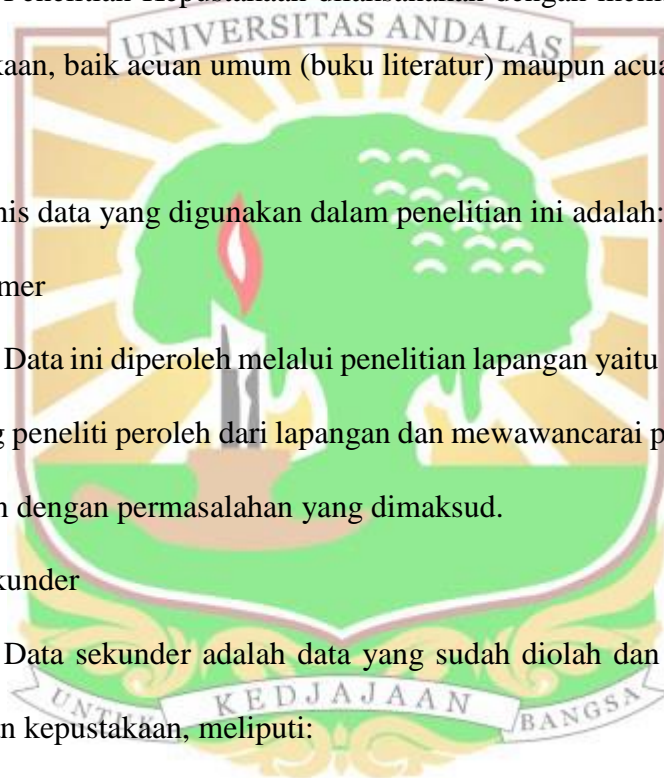 Penelitian Kepustakaan dilaksanakan dengan
UNIVERSITAS ANDALAS
kaan, baik acuan umum (buku literatur) maupun acua
nis data yang digunakan dalam penelitian ini adalah:
mer
Data ini diperoleh melalui penelitian lapangan yaitu
g peneliti peroleh dari lapangan dan mewawancarai p
n dengan permasalahan yang dimaksud.
kunder
Data sekunder adalah data yang sudah diolah dan
UNTUK KEDJAJAAN BANGSA
an kepustakaan, meliputi: